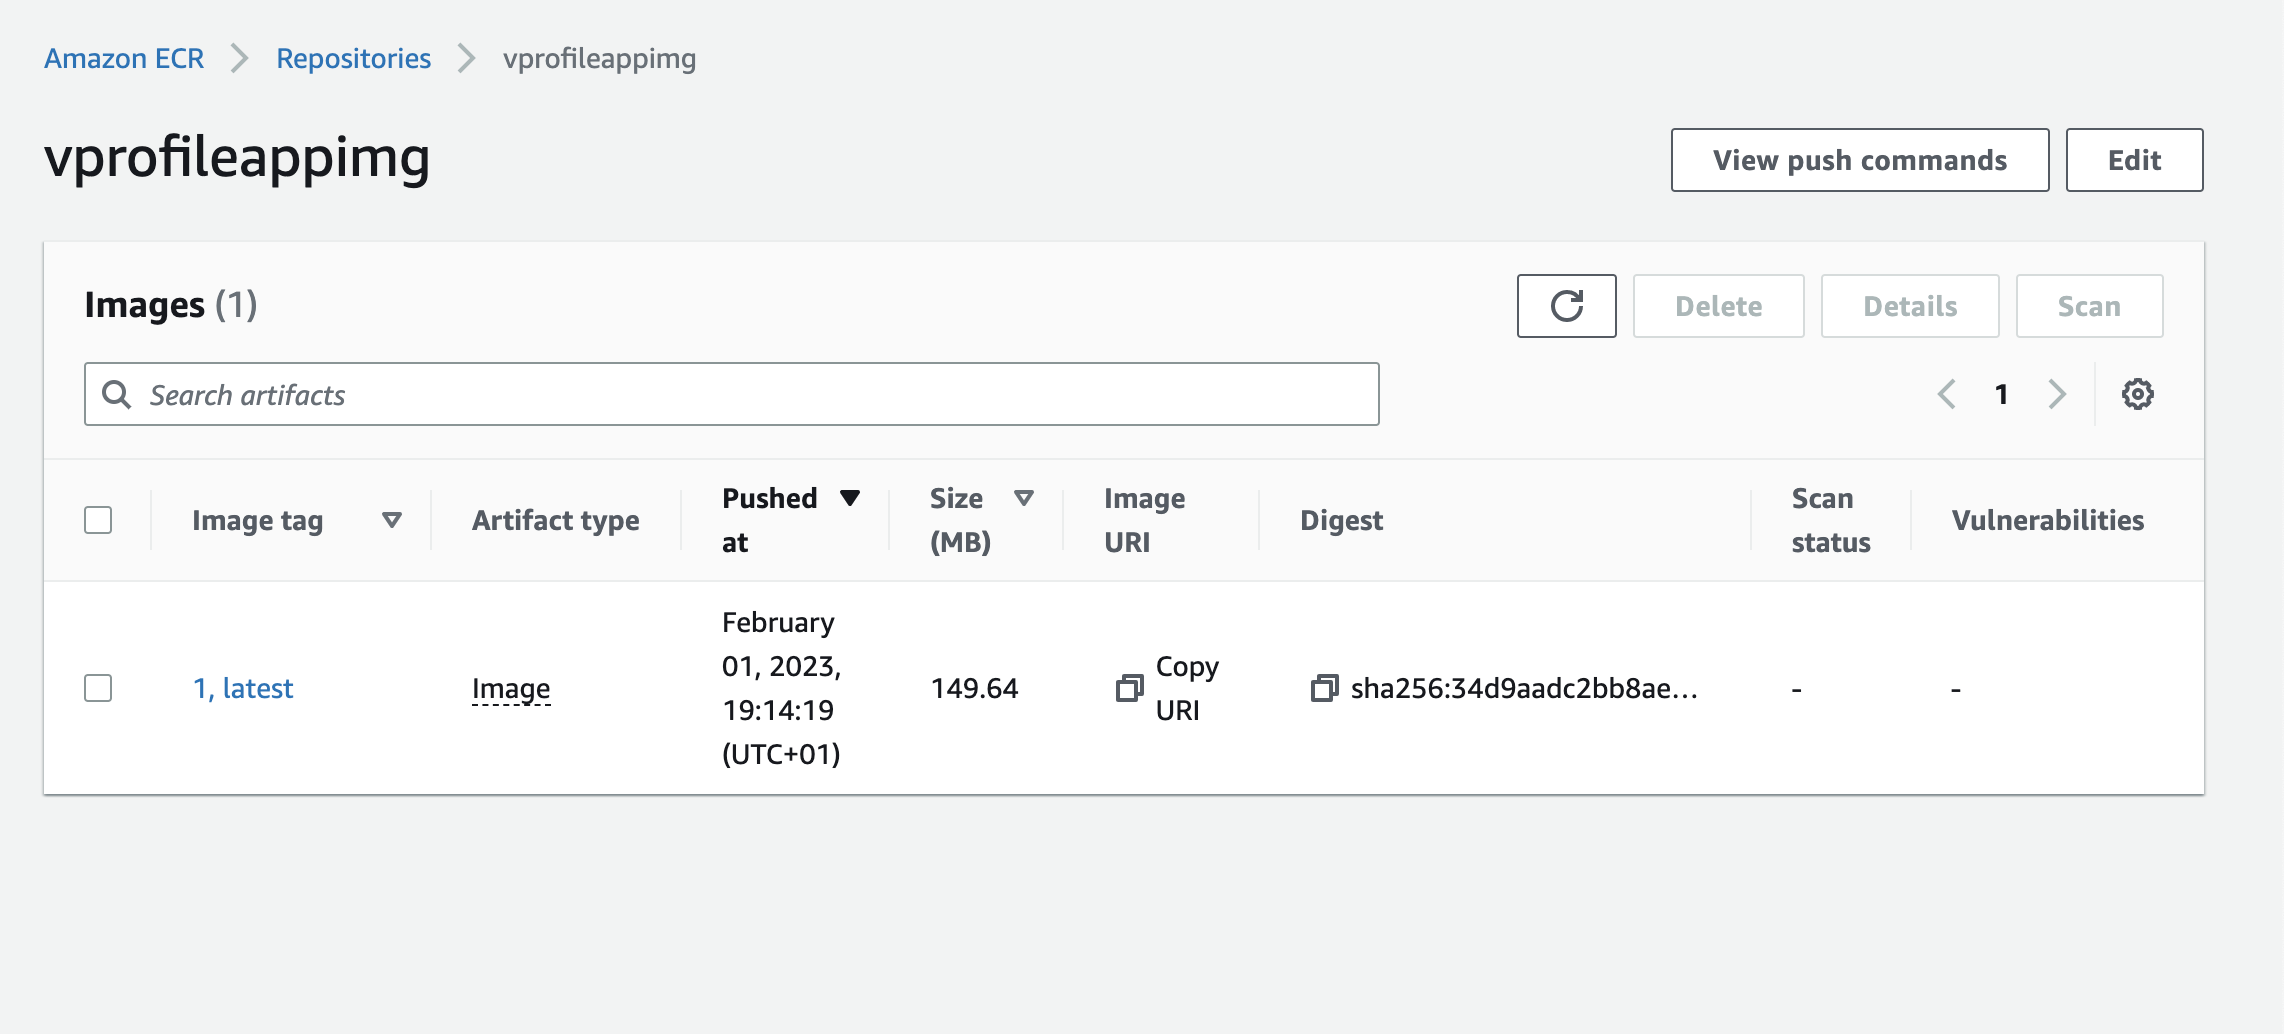 Amazon ECR > Repositories > vprofileappimg
vprofileappimg
View push commands
Edit
Images (1)
Delete
Details
Scan
Search artifacts
1
Image tag
Artifact type
Pushed
at
Size
(MB)
Image
URI
Digest
Scan
status
Vulnerabilities
1, latest
Image
February
01, 2023,
19:14:19
(UTC+01)
149.64
Copy
URI
sha256:34d9aadc2bb8ae...
-
-